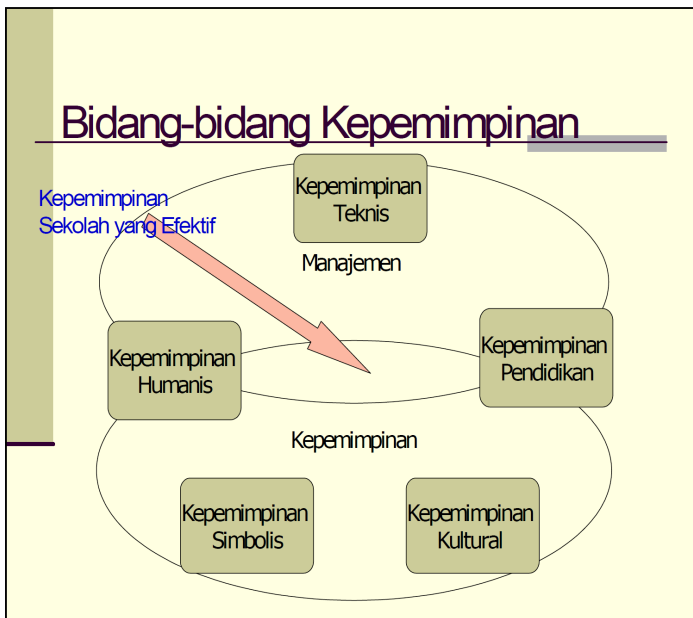 Bidang-bidang Kepemimpinan
Kepemimpinan
Sekolah yang Efektif
Kepemimpinan
Teknis
Manajemen
Kepemimpinan
Humanis
Kepemimpinan
Pendidikan
Kepemimpinan
Kepemimpinan
Simbolis
Kepemimpinan
Kultural